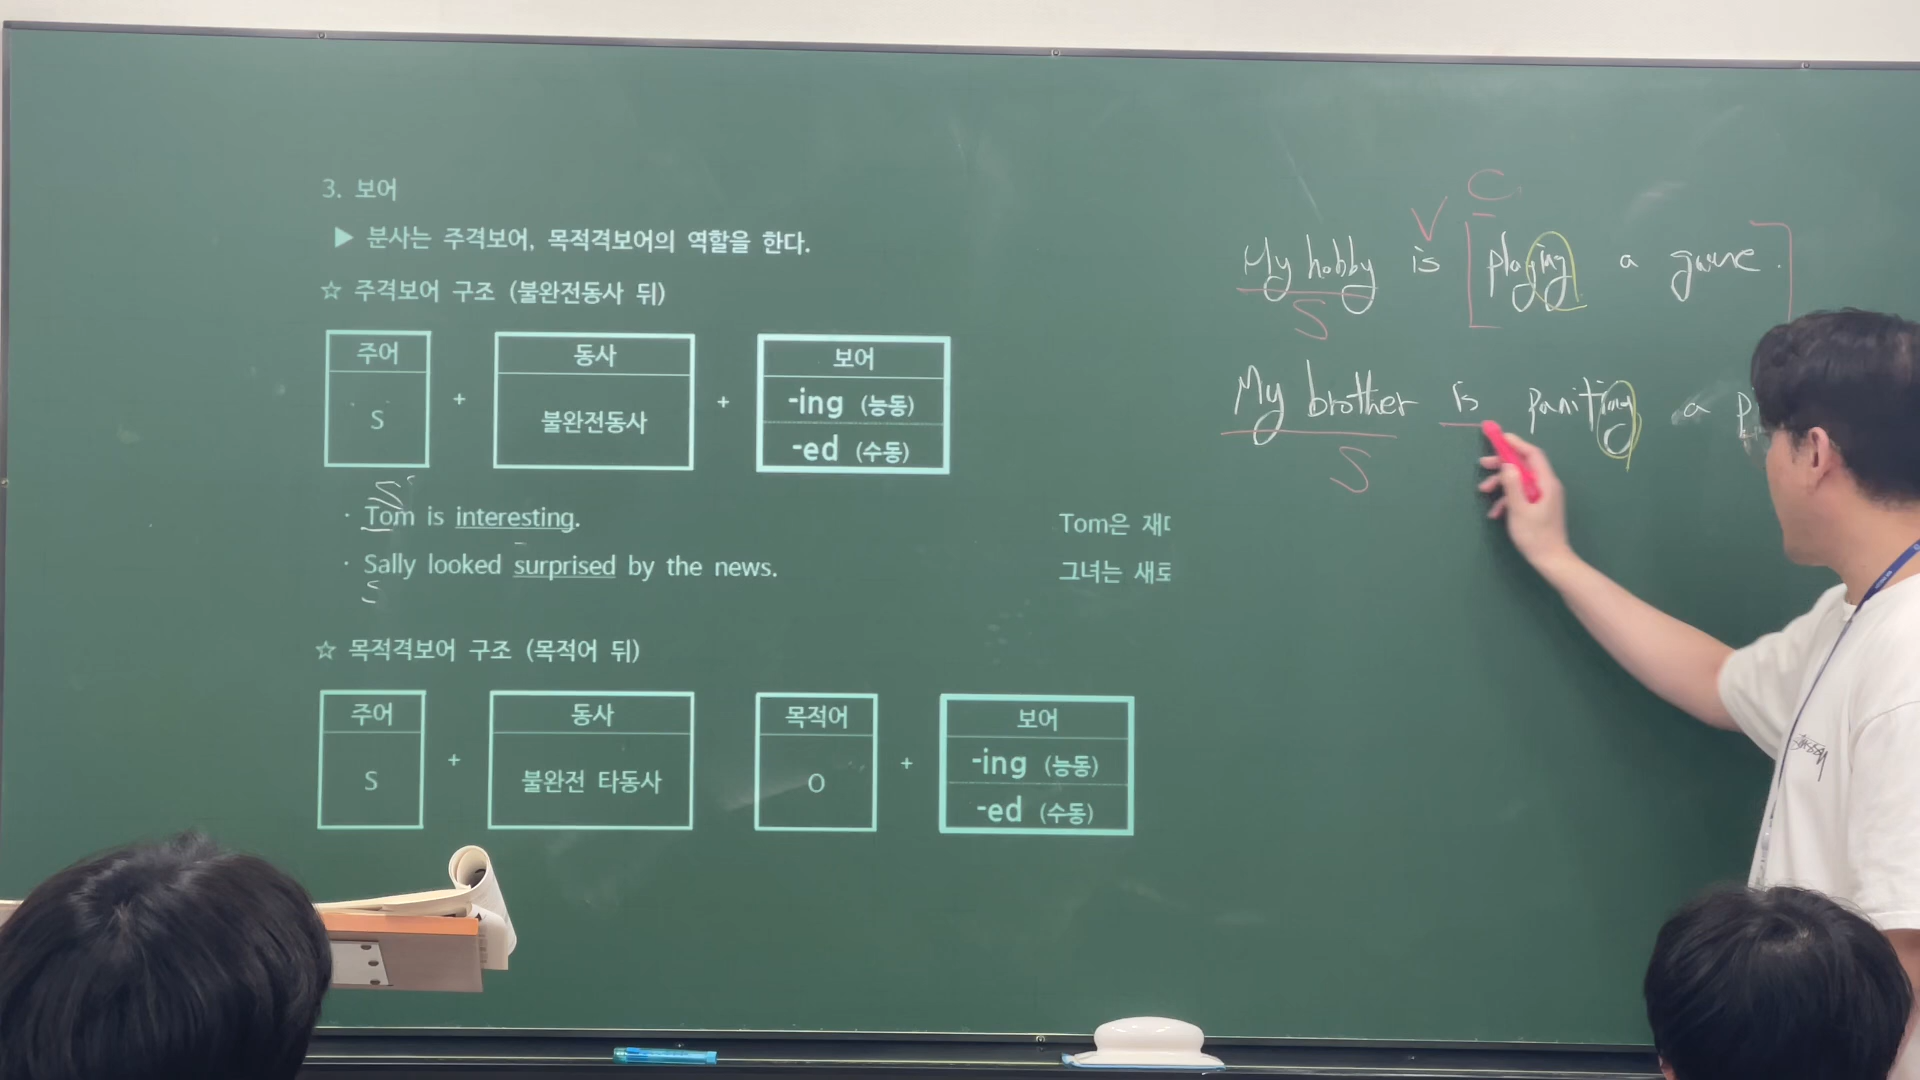 3. 보어
▶ 분사는 주격보어, 목적격보어의 역할을 한다.
☆ 주격보어 구조 (불완전동사 뒤)
주어 + 동사 + 보어
S 불완전동사 -ing (능동)
-ed (수동)
S
· Tom is interesting. Tom은 재미
· Sally looked surprised by the news. 그녀는 새로
S
☆ 목적격보어 구조 (목적어 뒤)
주어 + 동사 목적어 + 보어
S 불완전 타동사 O -ing (능동)
-ed (수동)
V C
My hobby is [playing a game.]
S
My brother is paniting a p
S